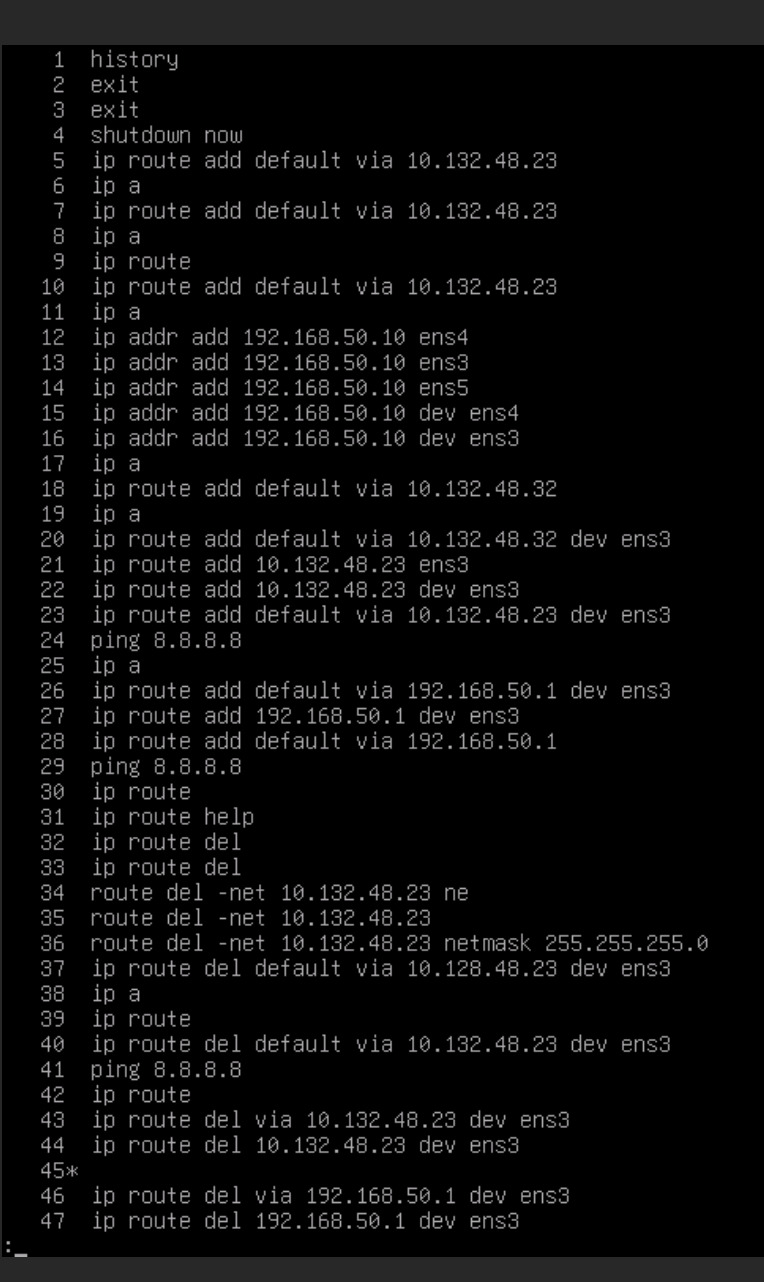 1 history
2 exit
3 exit
4 shutdown now
5 ip route add default via 10.132.48.23
6 ip a
7 ip route add default via 10.132.48.23
8 ip a
9 ip route
10 ip route add default via 10.132.48.23
11 ip a
12 ip addr add 192.168.50.10 ens4
13 ip addr add 192.168.50.10 ens3
14 ip addr add 192.168.50.10 ens5
15 ip addr add 192.168.50.10 dev ens4
16 ip addr add 192.168.50.10 dev ens3
17 ip a
18 ip route add default via 10.132.48.32
19 ip a
20 ip route add default via 10.132.48.32 dev ens3
21 ip route add 10.132.48.23 ens3
22 ip route add 10.132.48.23 dev ens3
23 ip route add default via 10.132.48.23 dev ens3
24 ping 8.8.8.8
25 ip a
26 ip route add default via 192.168.50.1 dev ens3
27 ip route add 192.168.50.1 dev ens3
28 ip route add default via 192.168.50.1
29 ping 8.8.8.8
30 ip route
31 ip route help
32 ip route del
33 ip route del
34 route del -net 10.132.48.23 ne
35 route del -net 10.132.48.23
36 route del -net 10.132.48.23 netmask 255.255.255.0
37 ip route del default via 10.128.48.23 dev ens3
38 ip a
39 ip route
40 ip route del default via 10.132.48.23 dev ens3
41 ping 8.8.8.8
42 ip route
43 ip route del via 10.132.48.23 dev ens3
44 ip route del 10.132.48.23 dev ens3
45*
46 ip route del via 192.168.50.1 dev ens3
47 ip route del 192.168.50.1 dev ens3
:_